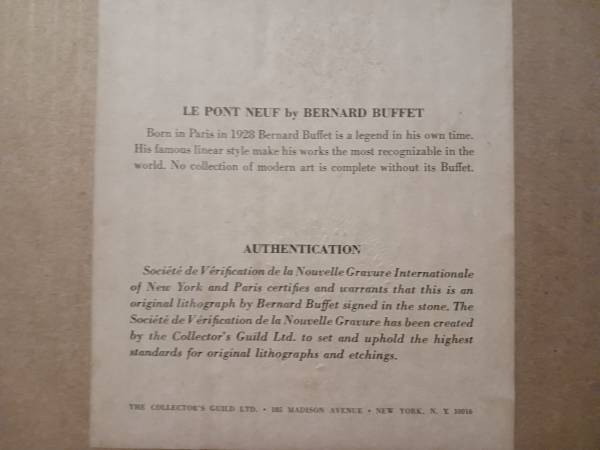 LE PONT NEUF by BERNARD BUFFET
Born in Paris in 1928 Bernard Buffet is a legend in his own time.
His famous linear style make his works the most recognizable in the
world. No collection of modern art is complete without its Buffet.
AUTHENTICATION
Société de Vérification de la Nouvelle Gravure Internationale
of New York and Paris certifies and warrants that this is an
original lithograph by Bernard Buffet signed in the stone. The
Société de Vérification de la Nouvelle Gravure has been created
by the Collector's Guild Ltd. to set and uphold the highest
standards for original lithographs and etchings.
THE COLLECTOR'S GUILD LTD. • 185 MADISON AVENUE • NEW YORK, N. Y. 10016